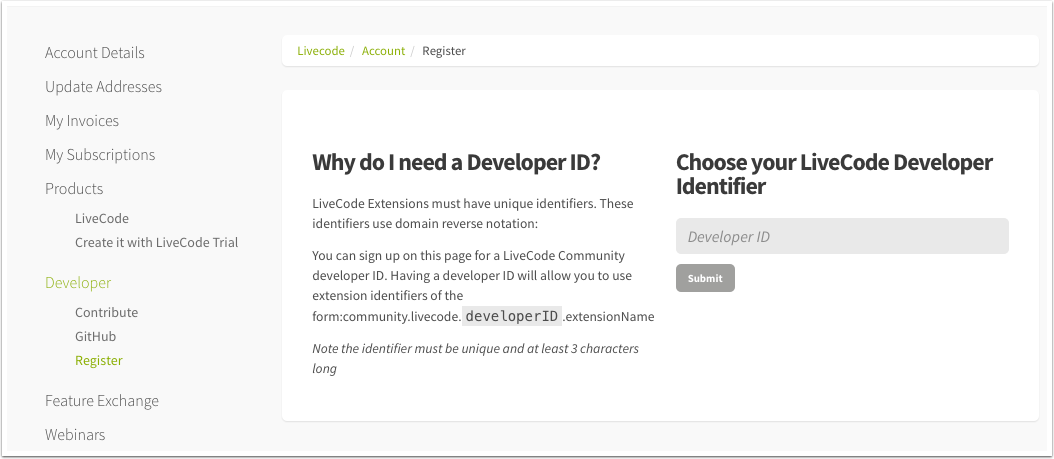 Account Details
Update Addresses
My Invoices
My Subscriptions
Products
LiveCode
Create it with LiveCode Trial
Developer
Contribute
GitHub
Register
Feature Exchange
Webinars
Livecode / Account / Register
Why do I need a Developer ID?
LiveCode Extensions must have unique identifiers. These
identifiers use domain reverse notation:
You can sign up on this page for a LiveCode Community
developer ID. Having a developer ID will allow you to use
extension identifiers of the
form:community.livecode.developerID.extensionName
Note the identifier must be unique and at least 3 characters
long
Choose your LiveCode Developer
Identifier
Developer ID
Submit